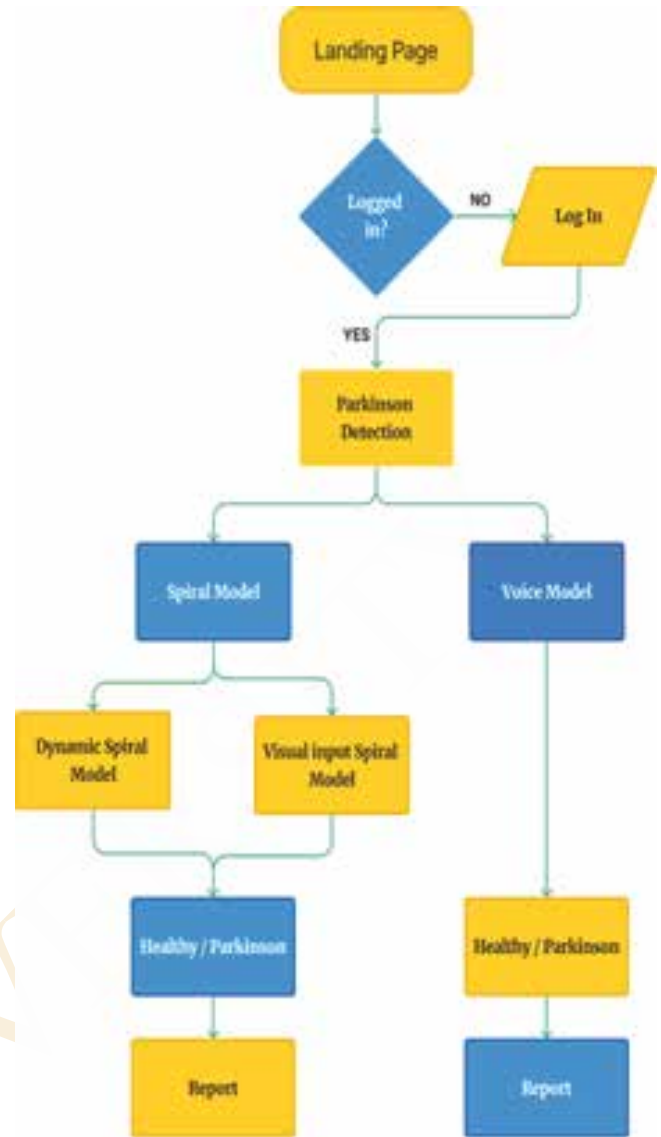 Landing Page
Logged
in?
NO
Log In
YES
Parkinson
Detection
Spiral Model
Voice Model
Dynamic Spiral
Model
Visual input Spiral
Model
Healthy / Parkinson
Healthy / Parkinson
Report
Report